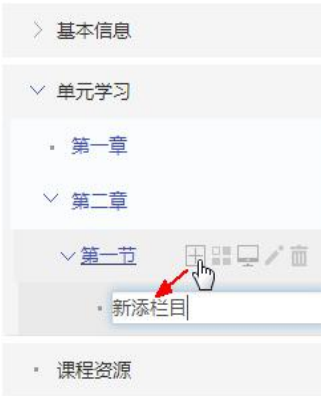 基本信息
单元学习
第一章
第二章
第一节
新添栏目
课程资源